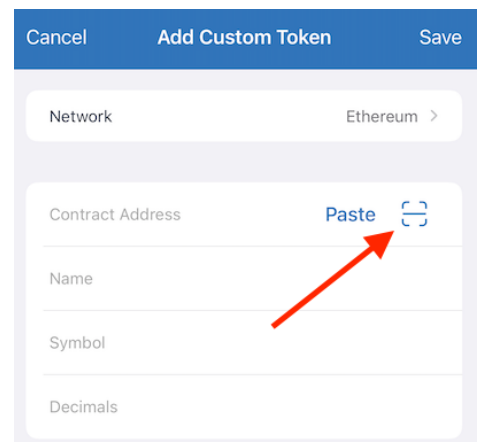 Cancel Add Custom Token Save
Network Ethereum >
Contract Address Paste
Name
Symbol
Decimals